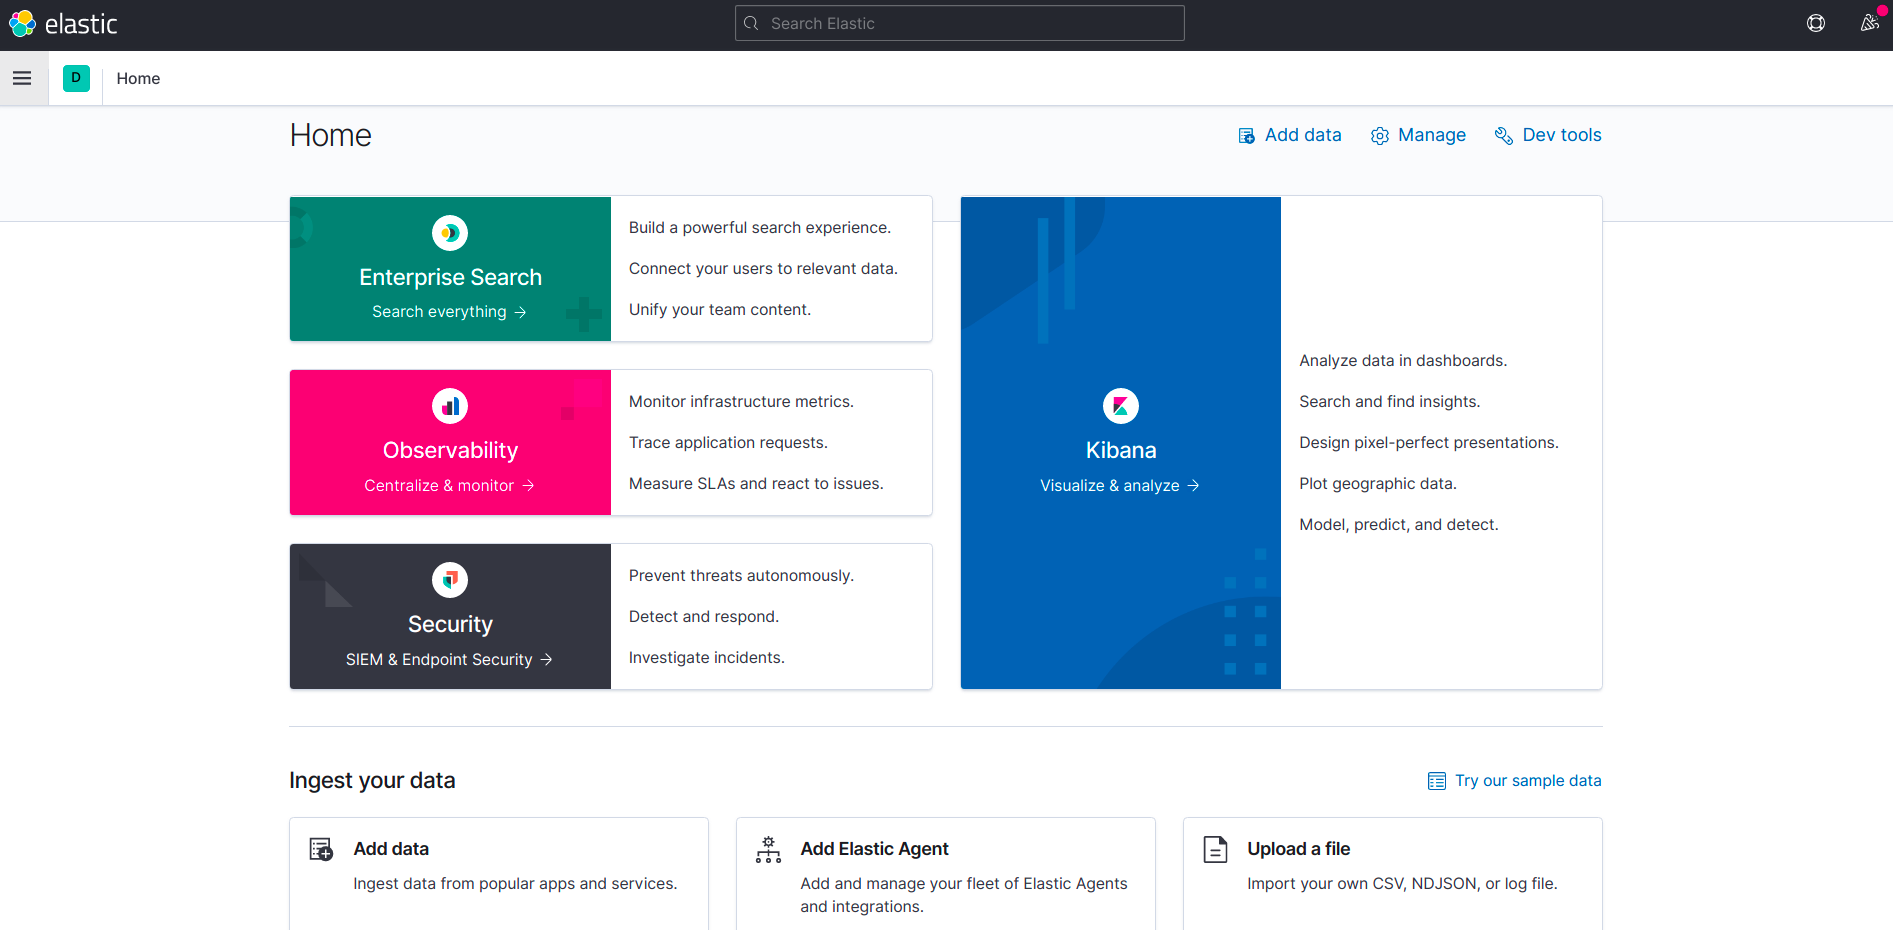 elastic
Search Elastic
D
Home
Home
Add data
Manage
Dev tools
Enterprise Search
Search everything →
Build a powerful search experience.
Connect your users to relevant data.
Unify your team content.
Observability
Centralize & monitor →
Monitor infrastructure metrics.
Trace application requests.
Measure SLAs and react to issues.
Security
SIEM & Endpoint Security →
Prevent threats autonomously.
Detect and respond.
Investigate incidents.
Kibana
Visualize & analyze →
Analyze data in dashboards.
Search and find insights.
Design pixel-perfect presentations.
Plot geographic data.
Model, predict, and detect.
Ingest your data
Try our sample data
Add data
Ingest data from popular apps and services.
Add Elastic Agent
Add and manage your fleet of Elastic Agents
and integrations.
Upload a file
Import your own CSV, NDJSON, or log file.